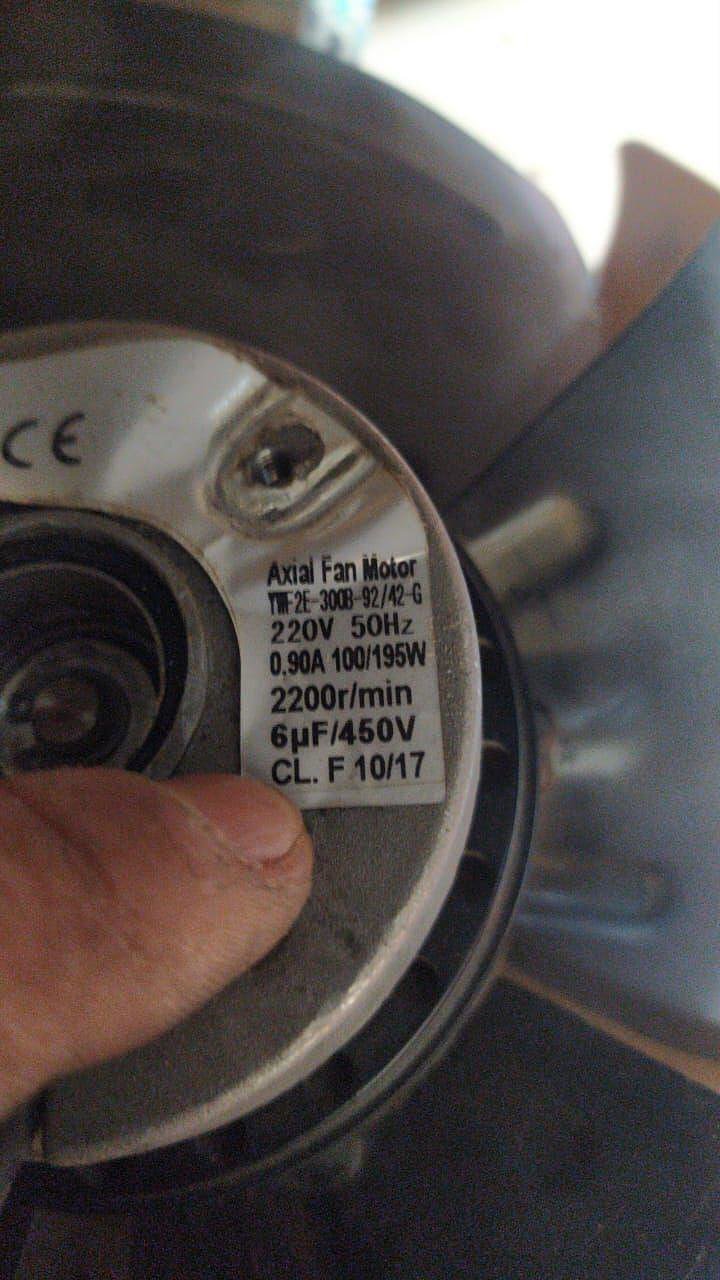 CE
Axial Fan Motor
YWF2E-300B-92/42-G
220V 50Hz
0.90A 100/195W
2200r/min
6µF/450V
CL. F 10/17